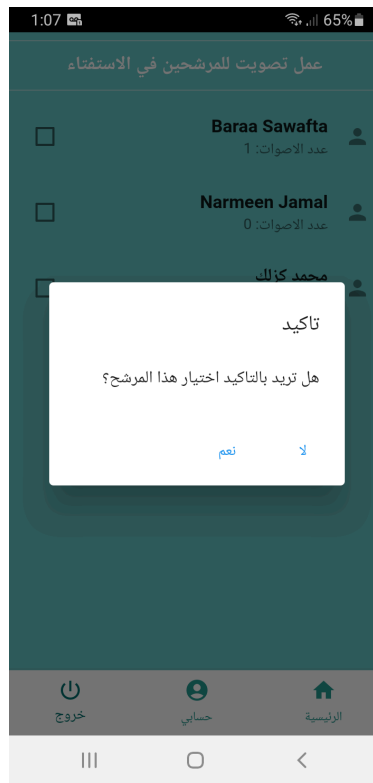 1:07 65%
عمل تصويت للمرشحين في الاستفتاء
Baraa Sawafta
عدد الاصوات: 1
Narmeen Jamal
عدد الاصوات: 0
محمد كزلك
تاكيد
هل تريد بالتاكيد اختيار هذا المرشح؟
لا نعم
الرئيسية حسابي خروج